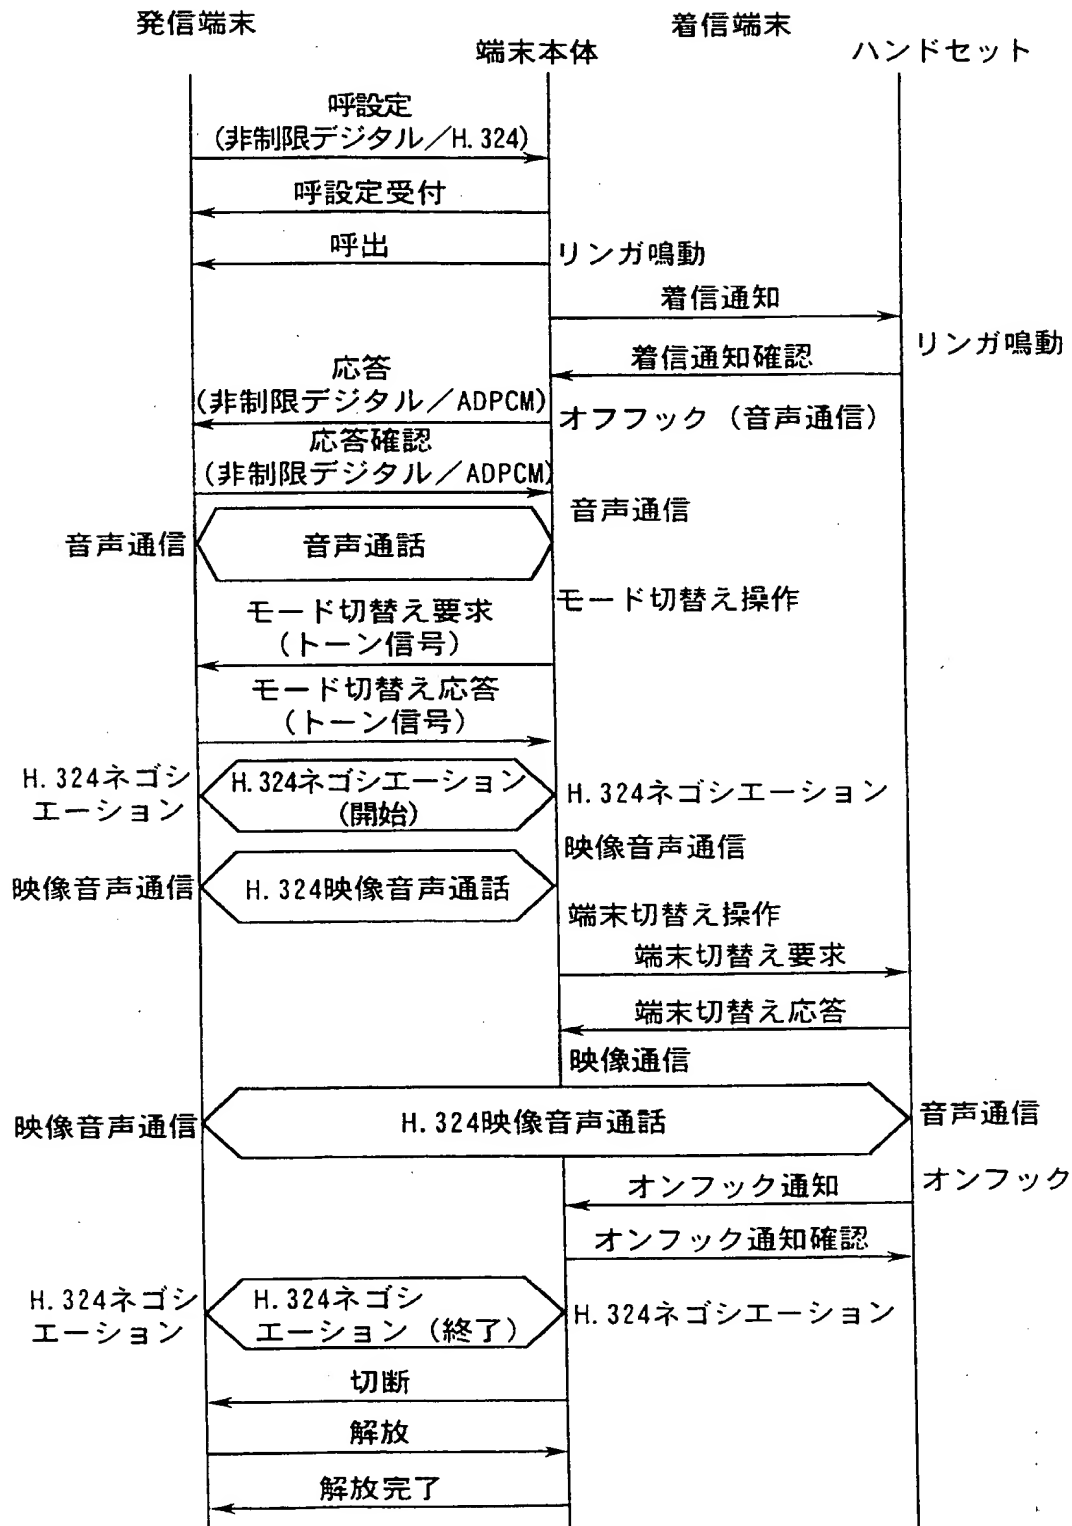 発信端末
着信端末
端末本体
ハンドセット
呼設定
(非制限デジタル／H.324)
呼設定受付
呼出
リンガ鳴動
着信通知
リンガ鳴動
着信通知確認
応答
(非制限デジタル／ADPCM)
オフフック（音声通信）
応答確認
(非制限デジタル／ADPCM)
音声通信
音声通信
音声通話
モード切替え操作
モード切替え要求
（トーン信号）
モード切替え応答
（トーン信号）
H.324ネゴシ
エーション
H.324ネゴシエーション
(開始)
H.324ネゴシエーション
映像音声通信
映像音声通信
H.324映像音声通話
端末切替え操作
端末切替え要求
端末切替え応答
映像通信
映像音声通信
H.324映像音声通話
音声通信
オンフック
オンフック通知
オンフック通知確認
H.324ネゴシ
エーション
H.324ネゴシ
エーション（終了）
H.324ネゴシエーション
切断
解放
解放完了